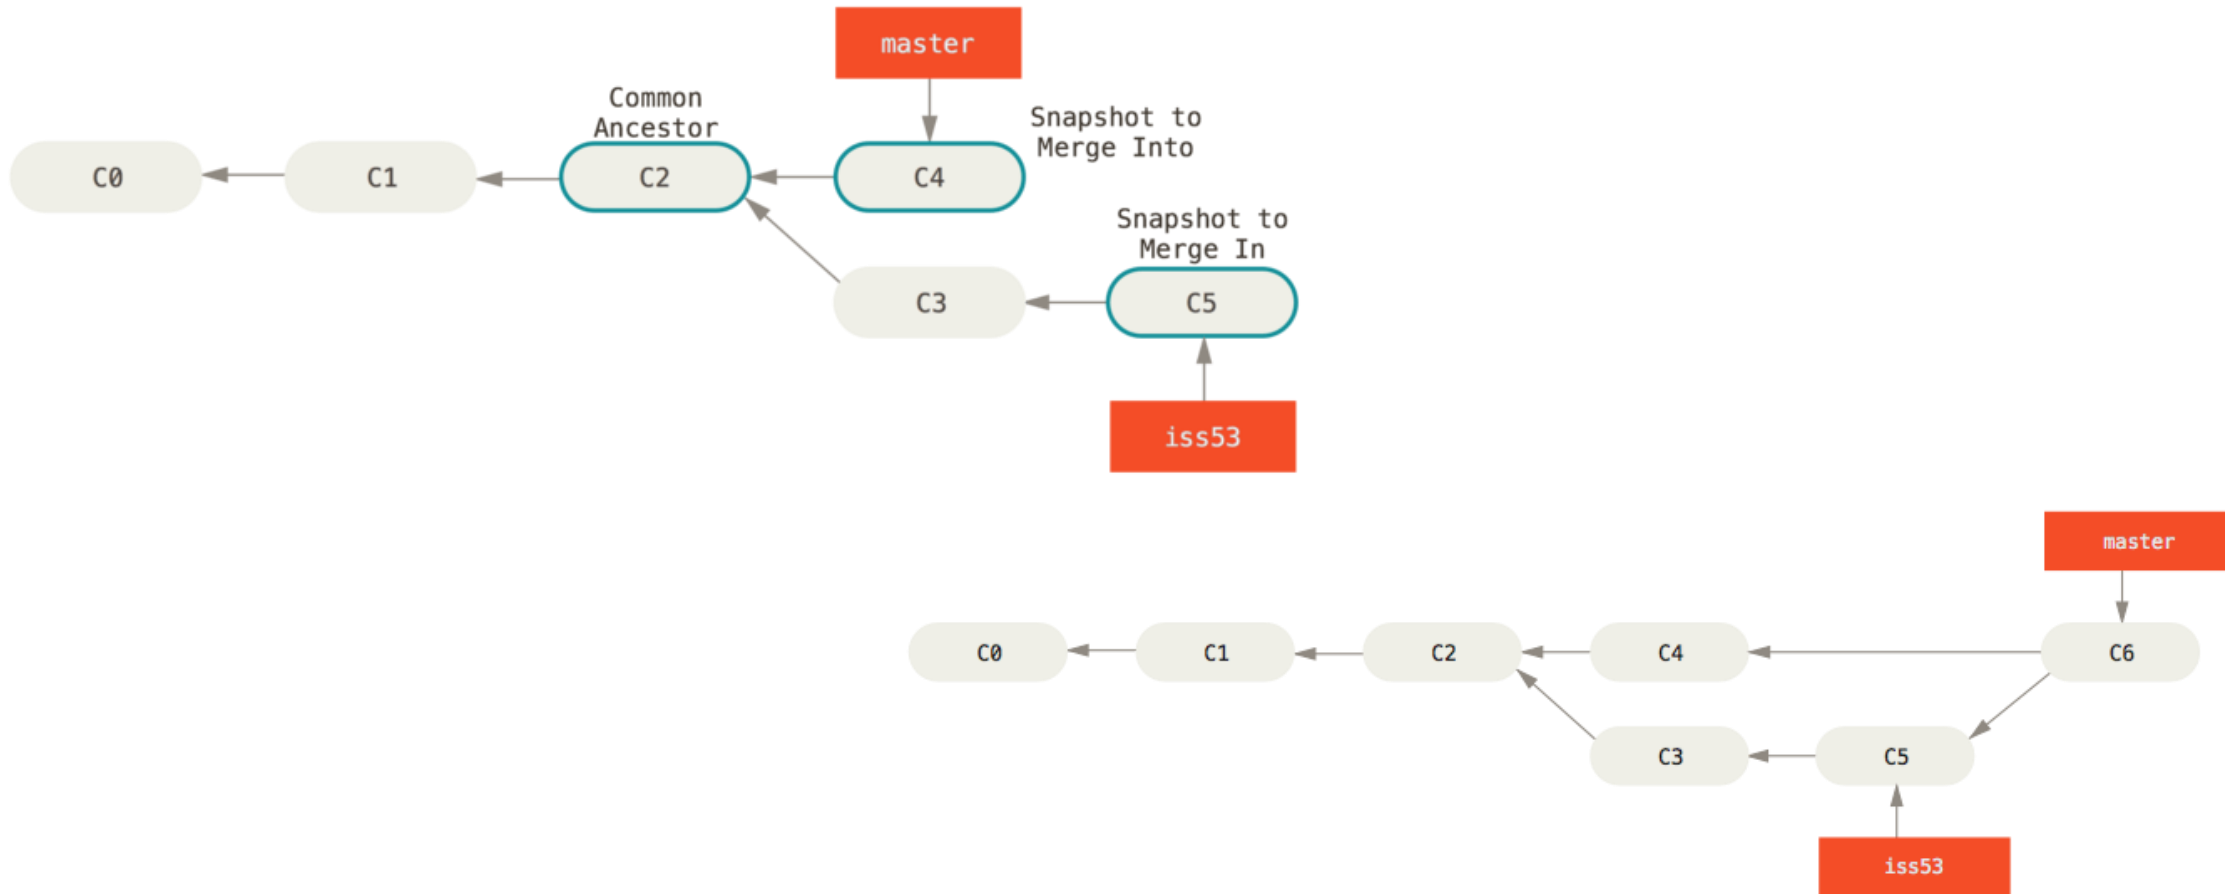 master
Common
Ancestor
Snapshot to
Merge Into
C0
C1
C2
C4
Snapshot to
Merge In
C3
C5
iss53
master
C0
C1
C2
C4
C6
C3
C5
iss53